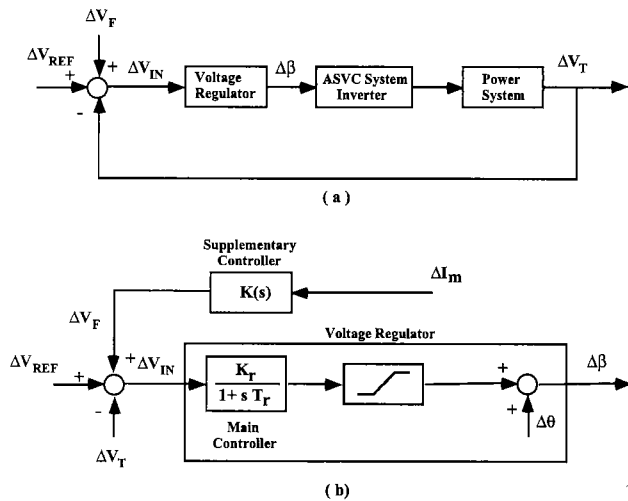 ΔV_F
ΔV_REF
+
+
ΔV_IN
Voltage
Regulator
Δβ
ASVC System
Inverter
Power
System
ΔV_T
-
( a )
Supplementary
Controller
K(s)
ΔI_m
ΔV_F
Voltage Regulator
ΔV_REF
+
+
ΔV_IN
K_r
1+ s T_r
+
Δβ
-
Main
Controller
+
Δθ
ΔV_T
(b)